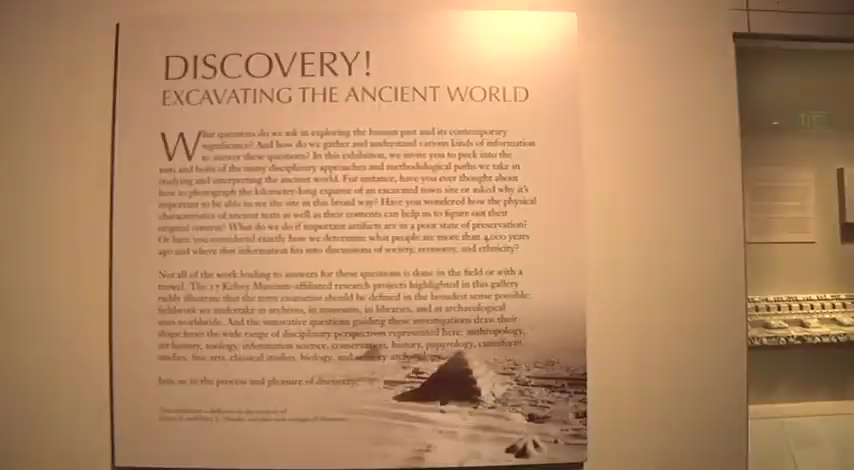 DISCOVERY!
EXCAVATING THE ANCIENT WORLD
What questions do we ask in exploring the human past and its contemporary
significance? And how do we gather and understand various kinds of information
to answer these questions? In this exhibition, we invite you to peek into the
nuts and bolts of the many disciplinary approaches and methodological paths we take in
studying and interpreting the ancient world. For instance, have you ever thought about
how to photograph the kilometer-long expanse of an excavated town site or asked why it's
important to be able to see the site in this broad way? Have you wondered how the physical
characteristics of ancient texts as well as their contents can help us to figure out their
original context? What do we do if important artifacts are in a poor state of preservation?
Or have you considered exactly how we determine what people ate more than 4,000 years
ago and where that information fits into discussions of society, economy, and ethnicity?
Not all of the work leading to answers for these questions is done in the field or with a
trowel. The 17 Kelsey Museum-affiliated research projects highlighted in this gallery
richly illustrate that the term excavation should be defined in the broadest sense possible:
fieldwork we undertake in archives, in museums, in libraries, and at archaeological
sites worldwide. And the innovative questions guiding these investigations draw their
shape from the wide range of disciplinary perspectives represented here: anthropology,
art history, zoology, information science, conservation, history, papyrology, cuneiform
studies, fine arts, classical studies, biology, and sensory archaeology.
Join us in the process and pleasure of discovery.